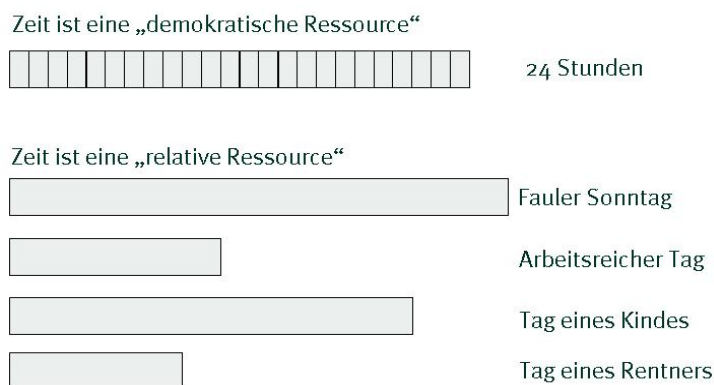 Zeit ist eine „demokratische Ressource“
24 Stunden
Zeit ist eine „relative Ressource“
Fauler Sonntag
Arbeitsreicher Tag
Tag eines Kindes
Tag eines Rentners